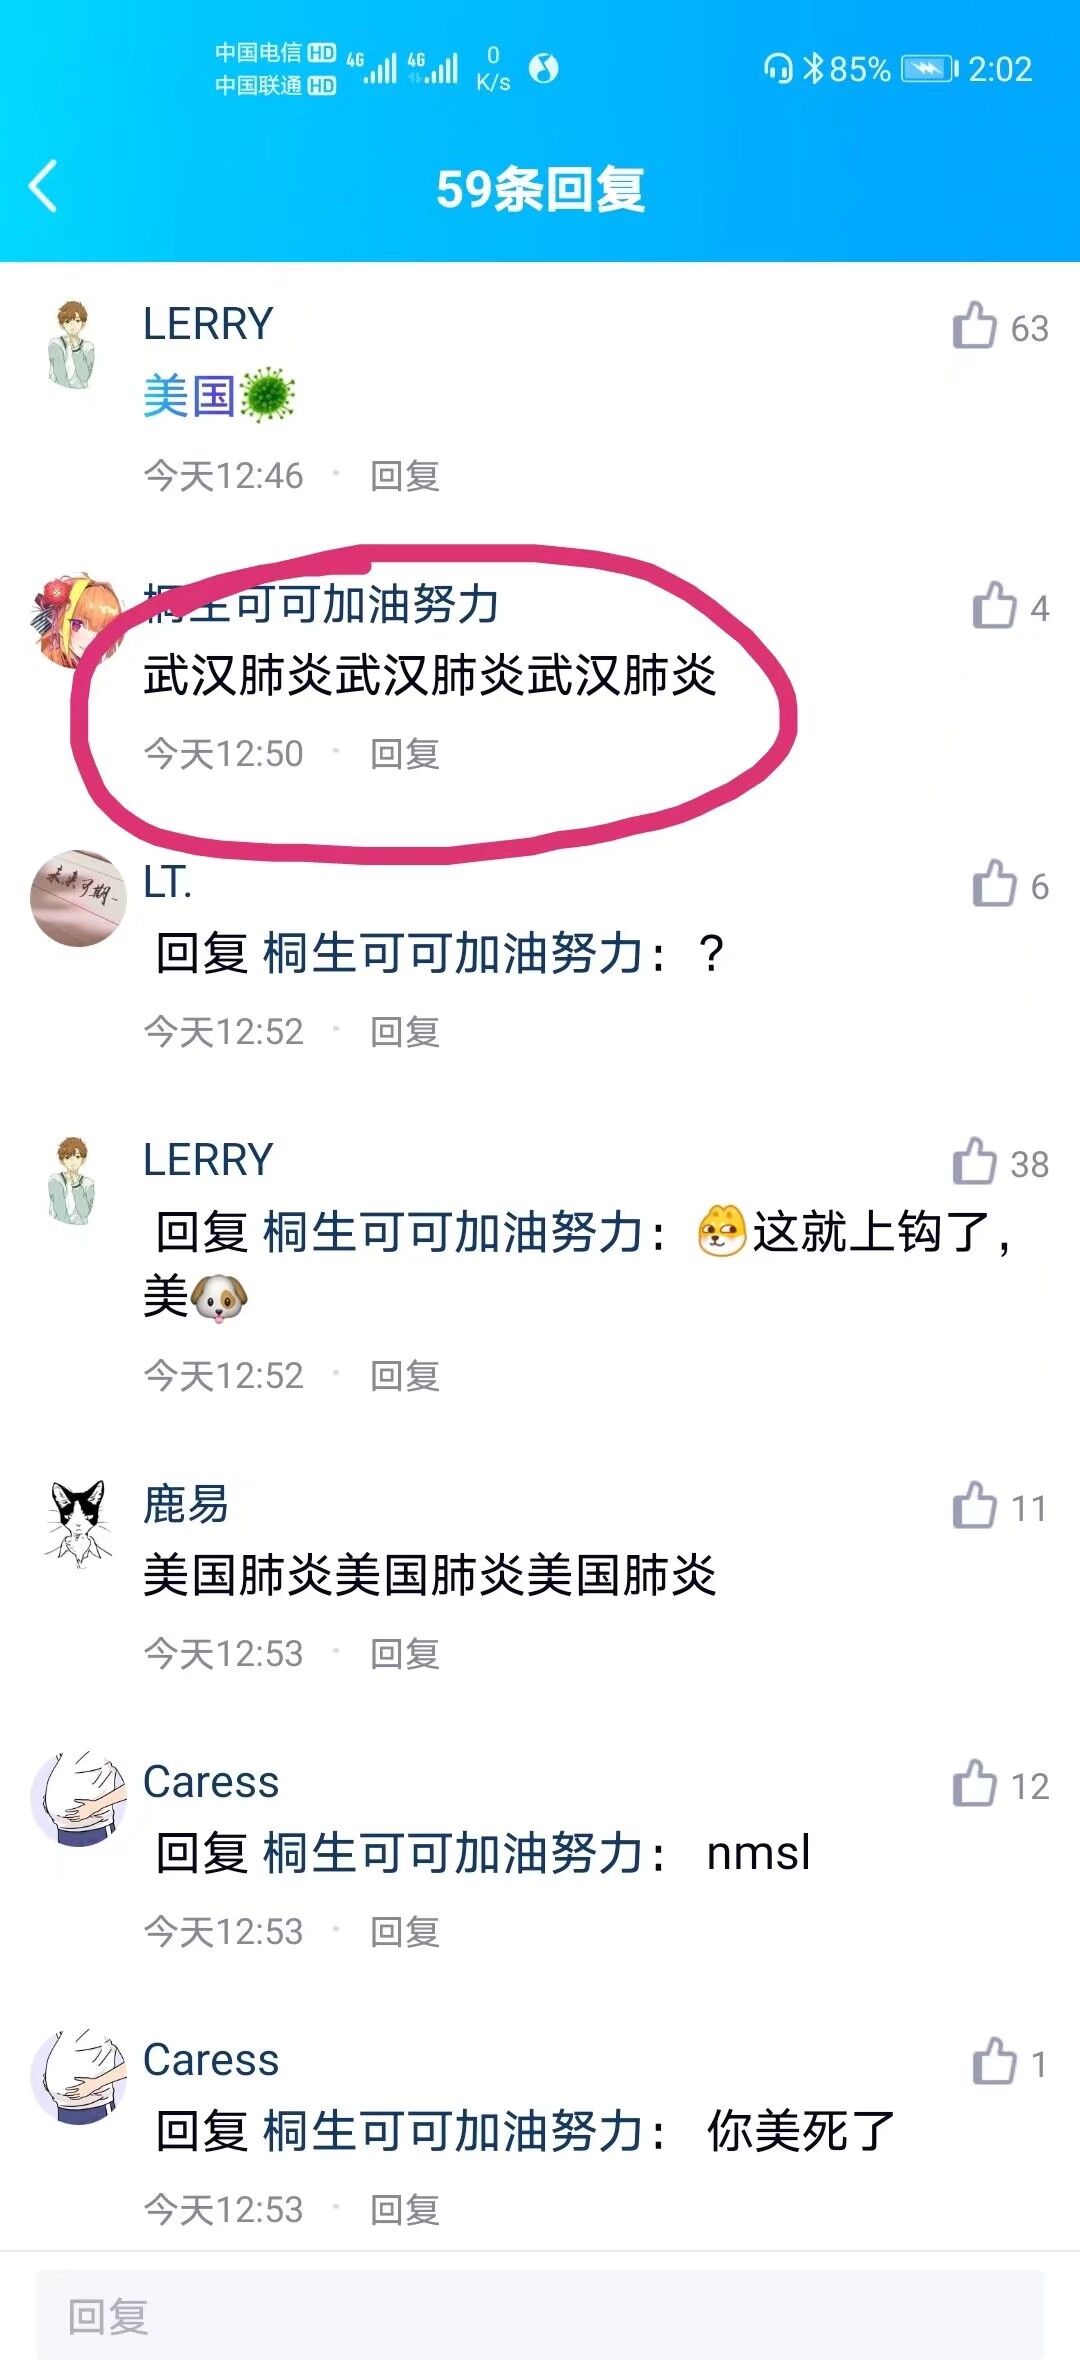 中国电信 HD 4G 4G 0 85% 2:02
中国联通 HD K/s
59条回复
LERRY 63
美国
今天12:46 · 回复
桐生可可加油努力 4
武汉肺炎武汉肺炎武汉肺炎
今天12:50 · 回复
未来可期
LT. 6
回复 桐生可可加油努力：?
今天12:52 · 回复
LERRY 38
回复 桐生可可加油努力：这就上钩了，
美
今天12:52 · 回复
鹿易 11
美国肺炎美国肺炎美国肺炎
今天12:53 · 回复
Caress 12
回复 桐生可可加油努力： nmsl
今天12:53 · 回复
Caress 1
回复 桐生可可加油努力： 你美死了
今天12:53 · 回复
回复